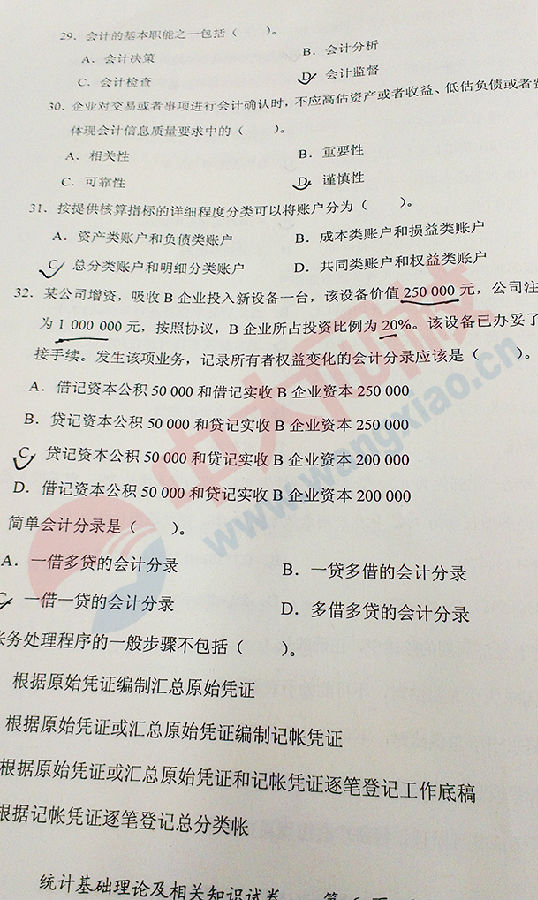 29．会计的基本职能之一包括（　　）。
A．会计决策　　B．会计分析
C．会计检查　　D．会计监督
30．企业对交易或者事项进行会计确认时，不应高估资产或者收益、低估负债或者
体现会计信息质量要求中的（　　）。
A．相关性　　B．重要性
C．可靠性　　D．谨慎性
31．按提供核算指标的详细程度分类可以将账户分为（　　）。
A．资产类账户和负债类账户　　B．成本类账户和损益类账户
C　总分类账户和明细分类账户　　D．共同类账户和权益类账户
32．某公司增资，吸收 B 企业投入新设备一台，该设备价值 250 000 元，公司注
为 1 000 000 元，按照协议，B 企业所占投资比例为 20%。该设备已办妥了
接手续。发生该项业务，记录所有者权益变化的会计分录应该是（　　）。
A．借记资本公积 50 000 和借记实收 B 企业资本 250 000
B．贷记资本公积 50 000 和贷记实收 B 企业资本 250 000
C　贷记资本公积 50 000 和贷记实收 B 企业资本 200 000
D．借记资本公积 50 000 和贷记实收 B 企业资本 200 000
简单会计分录是（　　）。
A．一借多贷的会计分录　　B．一贷多借的会计分录
一借一贷的会计分录　　D．多借多贷的会计分录
务处理程序的一般步骤不包括（　　）。
根据原始凭证编制汇总原始凭证
根据原始凭证或汇总原始凭证编制记帐凭证
根据原始凭证或汇总原始凭证和记帐凭证逐笔登记工作底稿
根据记帐凭证逐笔登记总分类帐
统计基础理论及相关知识试卷　第
中大网校
www.wangxiao.cn